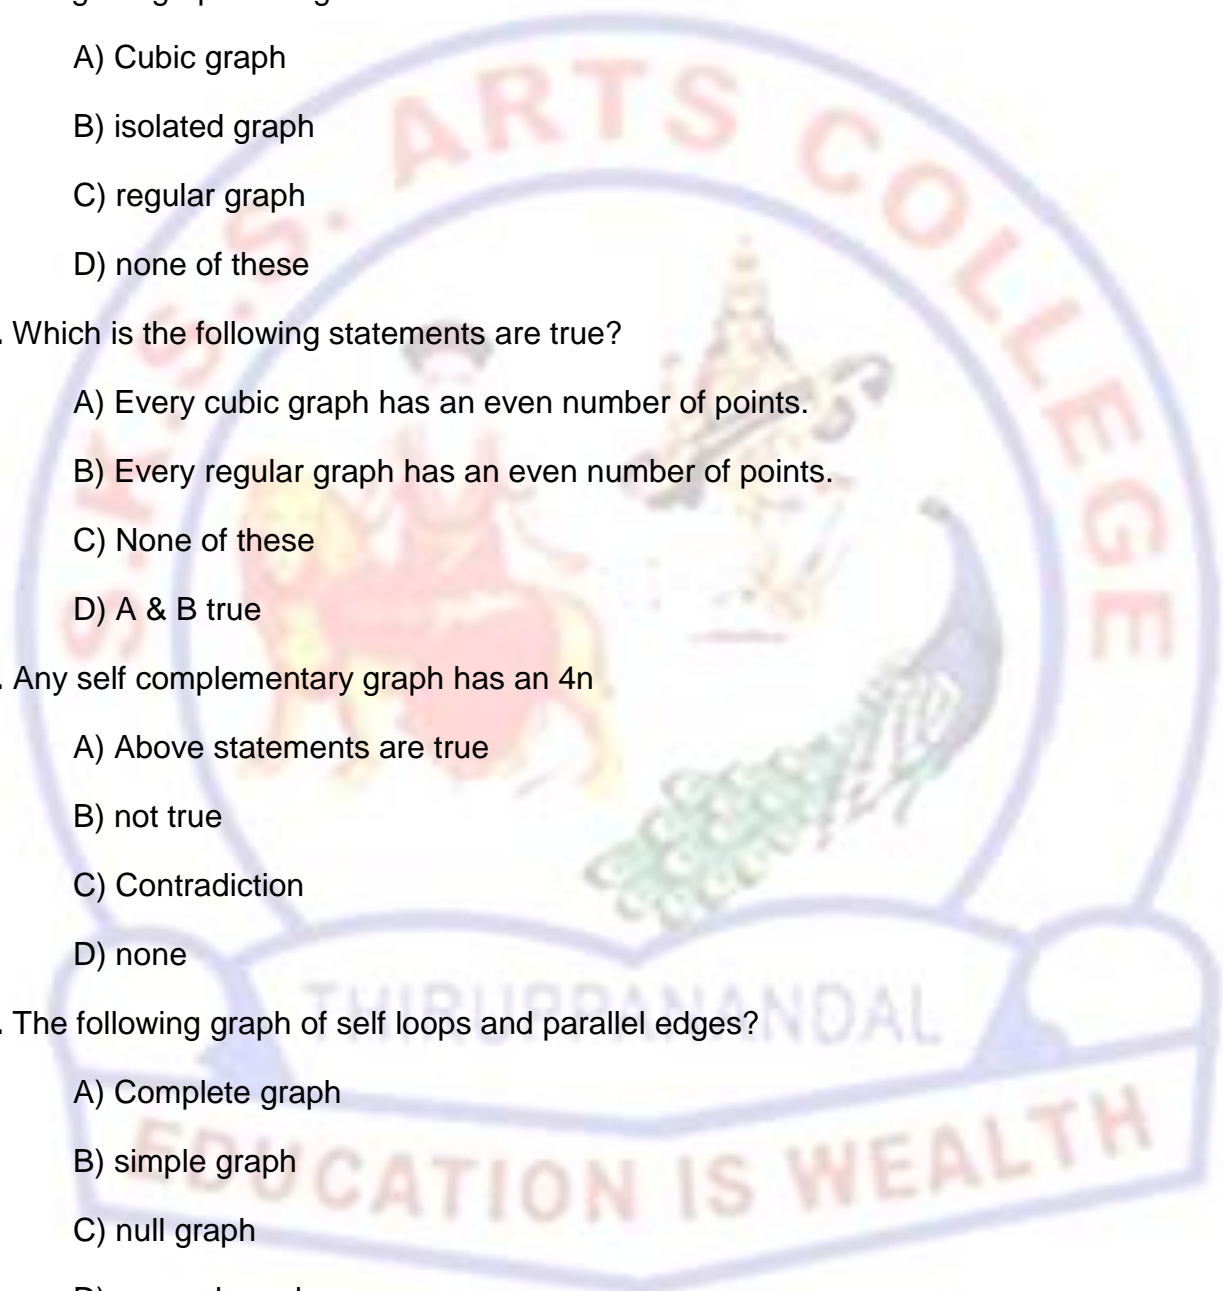 A) Cubic graph
B) isolated graph
C) regular graph
D) none of these
. Which is the following statements are true?
A) Every cubic graph has an even number of points.
B) Every regular graph has an even number of points.
C) None of these
D) A & B true
. Any self complementary graph has an 4n
A) Above statements are true
B) not true
C) Contradiction
D) none
. The following graph of self loops and parallel edges?
A) Complete graph
B) simple graph
C) null graph
S.K.S.S. ARTS COLLEGE
THIRUPPANANDAL
EDUCATION IS WEALTH